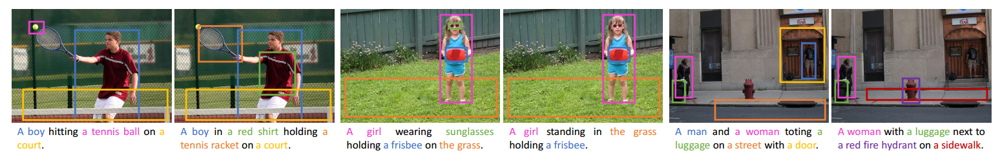 A boy hitting a tennis ball on a
court.
A boy in a red shirt holding a
tennis racket on a court.
A girl wearing sunglasses
holding a frisbee on the grass.
A girl standing in the grass
holding a frisbee.
A man and a woman toting a
luggage on a street with a door.
A woman with a luggage next to
a red fire hydrant on a sidewalk.